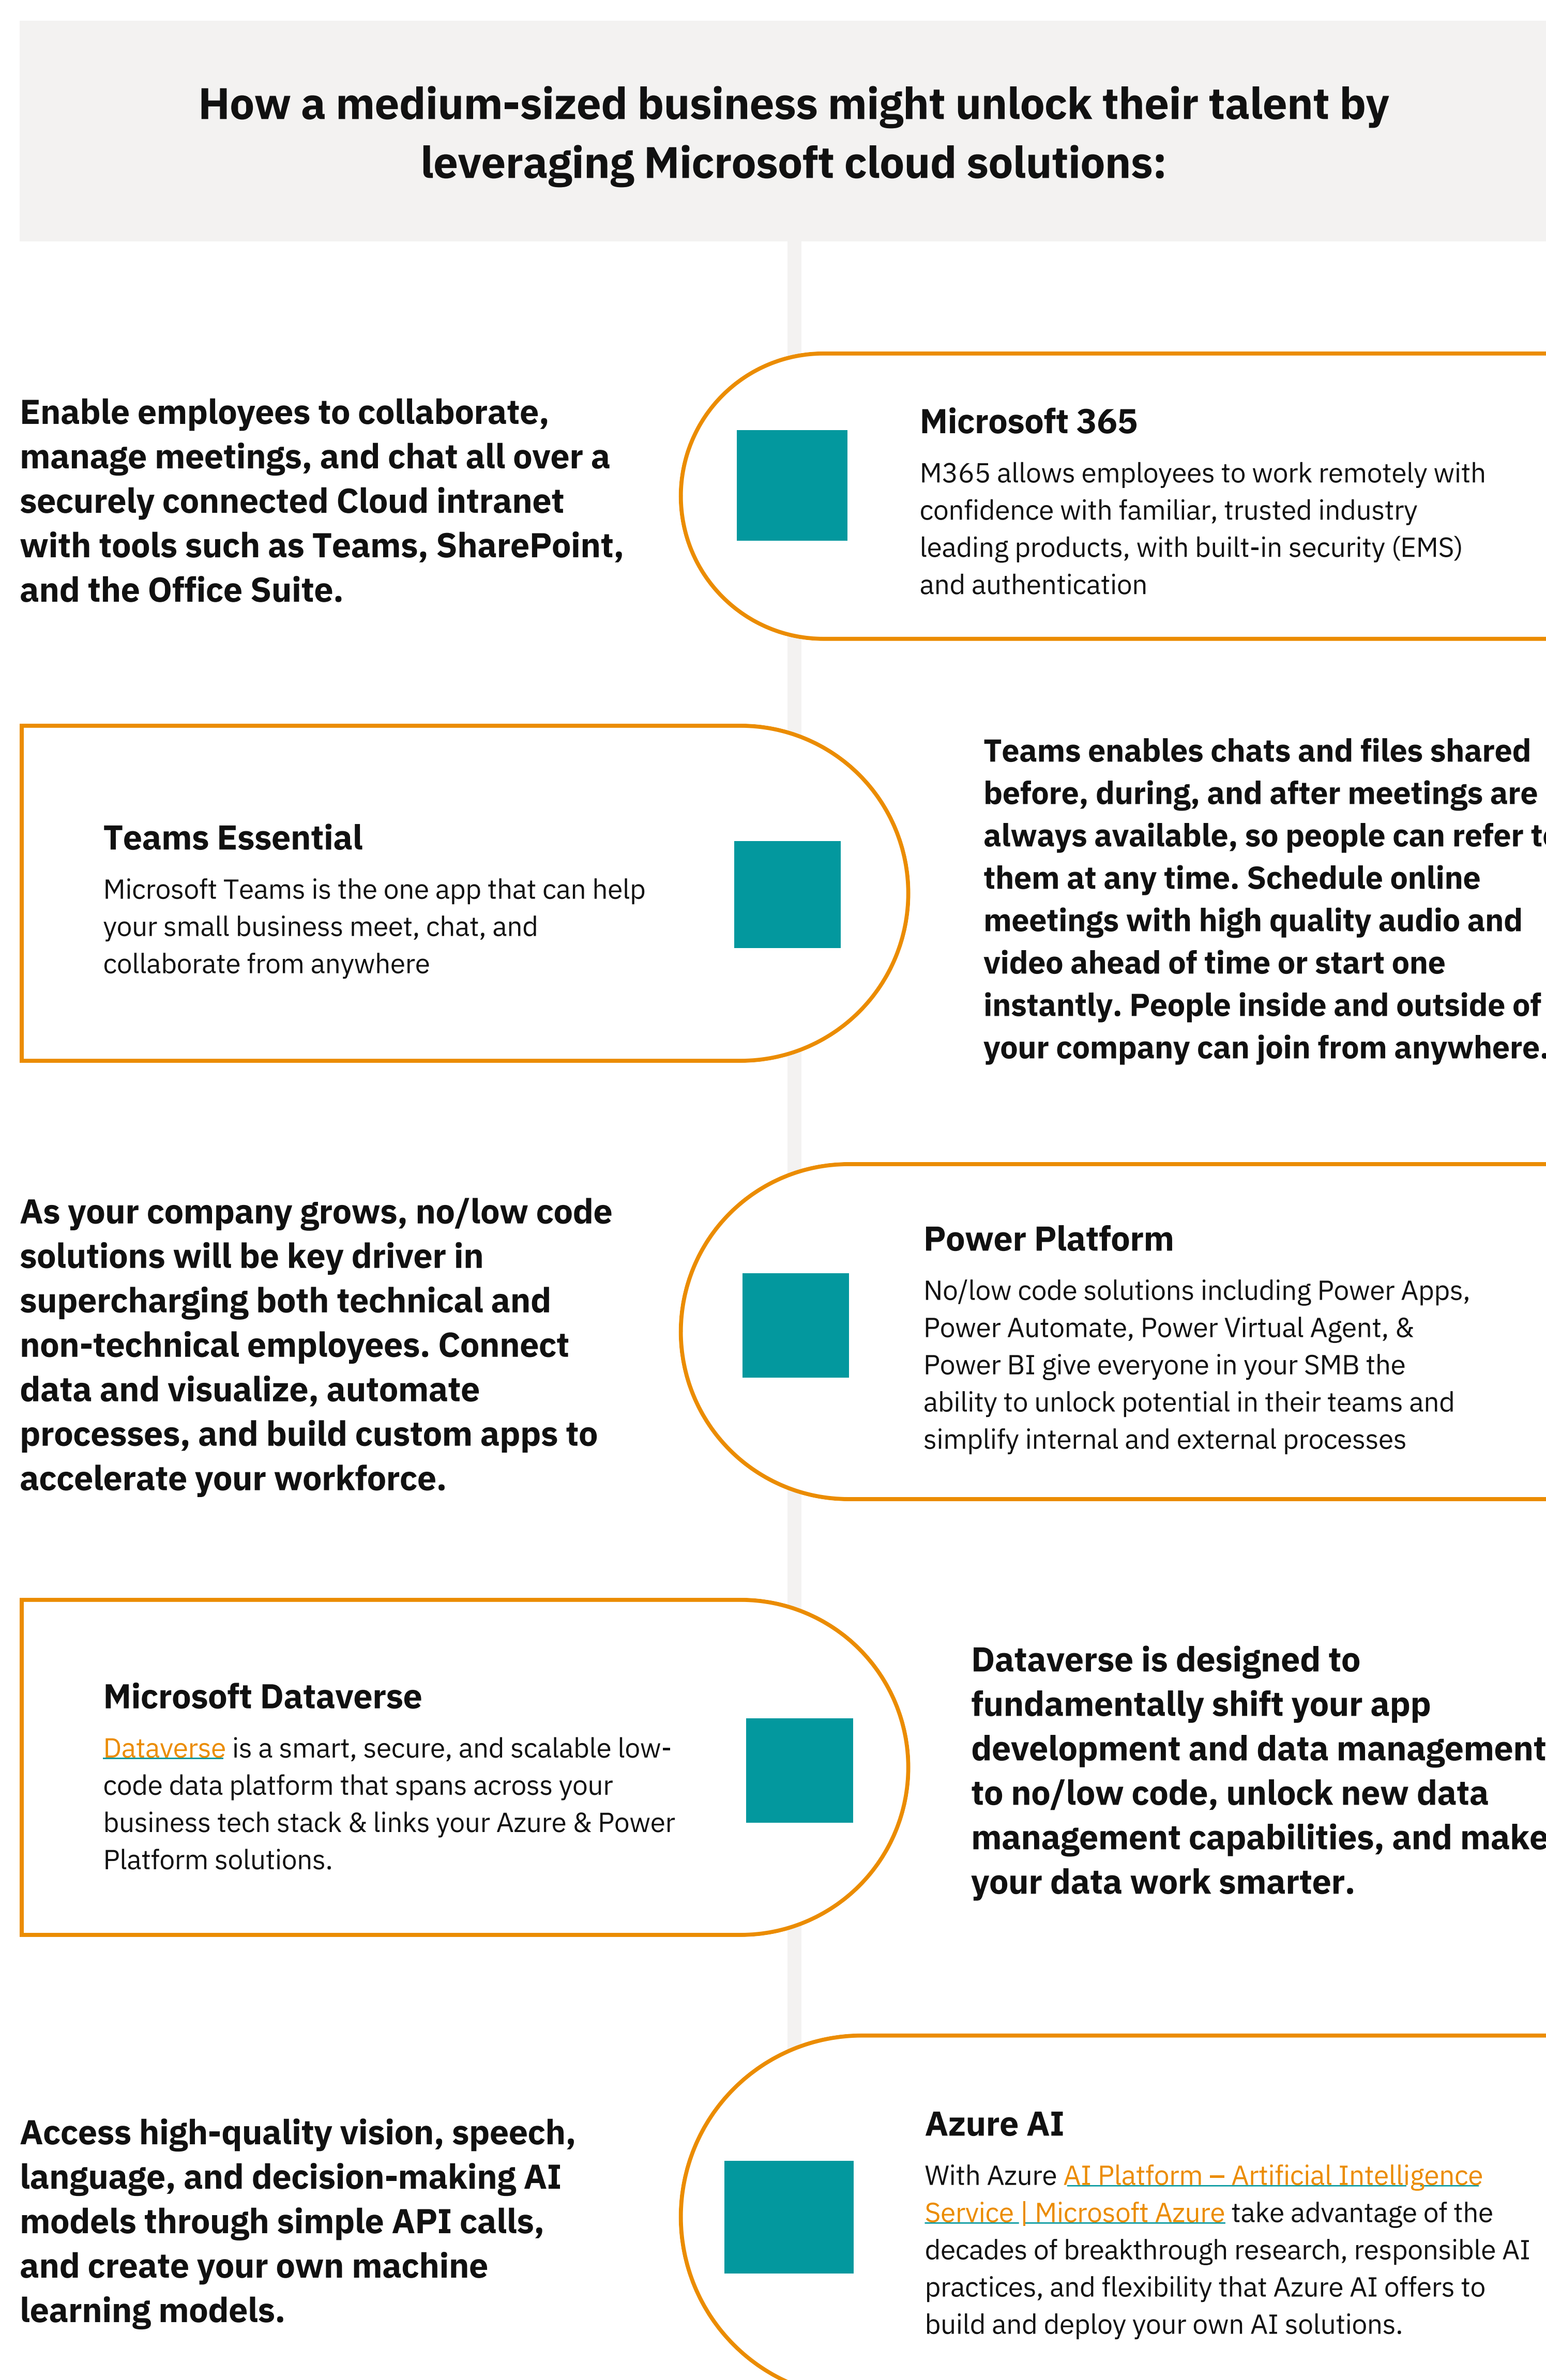 How a medium-sized business might unlock their talent by
leveraging Microsoft cloud solutions:
Enable employees to collaborate,
manage meetings, and chat all over a
securely connected Cloud intranet
with tools such as Teams, SharePoint,
and the Office Suite.
Microsoft 365
M365 allows employees to work remotely with
confidence with familiar, trusted industry
leading products, with built-in security (EMS)
and authentication
Teams Essential
Microsoft Teams is the one app that can help
your small business meet, chat, and
collaborate from anywhere
Teams enables chats and files shared
before, during, and after meetings are
always available, so people can refer to
them at any time. Schedule online
meetings with high quality audio and
video ahead of time or start one
instantly. People inside and outside of
your company can join from anywhere.
As your company grows, no/low code
solutions will be key driver in
supercharging both technical and
non-technical employees. Connect
data and visualize, automate
processes, and build custom apps to
accelerate your workforce.
Power Platform
No/low code solutions including Power Apps,
Power Automate, Power Virtual Agent, &
Power BI give everyone in your SMB the
ability to unlock potential in their teams and
simplify internal and external processes
Microsoft Dataverse
Dataverse is a smart, secure, and scalable low-
code data platform that spans across your
business tech stack & links your Azure & Power
Platform solutions.
Dataverse is designed to
fundamentally shift your app
development and data management
to no/low code, unlock new data
management capabilities, and make
your data work smarter.
Access high-quality vision, speech,
language, and decision-making AI
models through simple API calls,
and create your own machine
learning models.
Azure AI
With Azure AI Platform – Artificial Intelligence
Service | Microsoft Azure take advantage of the
decades of breakthrough research, responsible AI
practices, and flexibility that Azure AI offers to
build and deploy your own AI solutions.